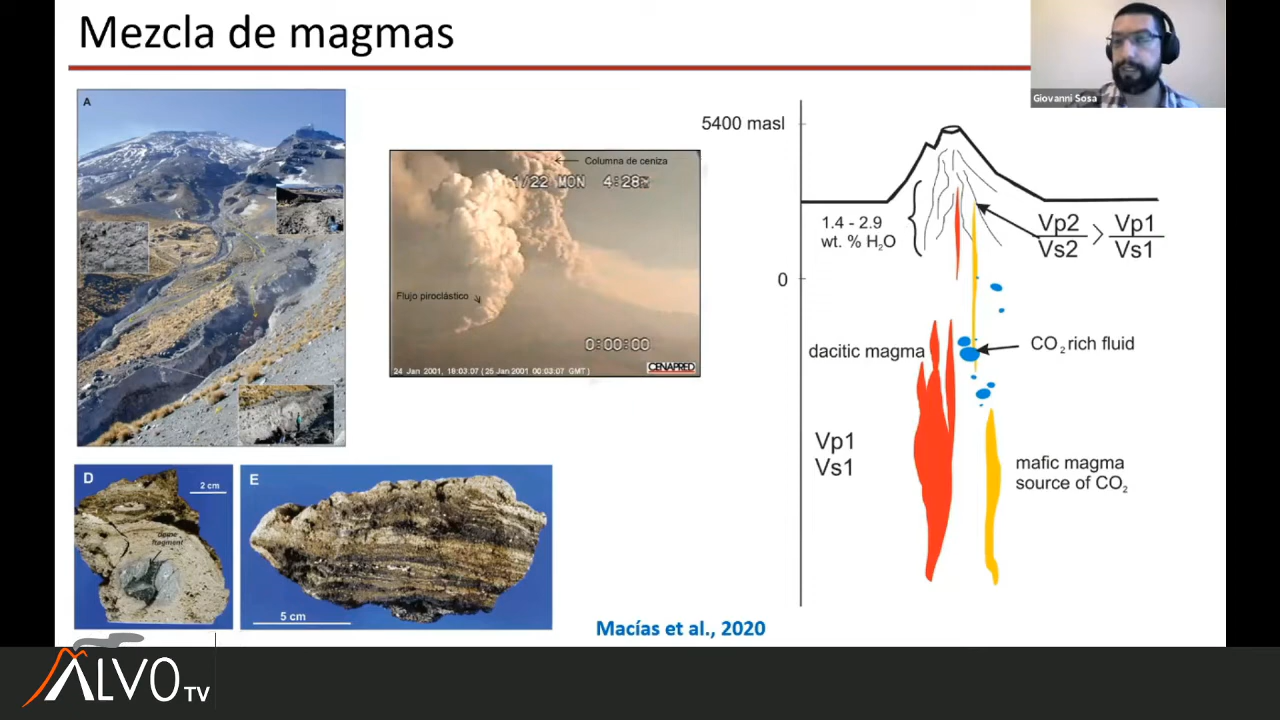 Mezcla de magmas
Giovanni Sosa
A
Columna de ceniza
1/22 MON 4:28
Flujo piroclástico
0:00:00
24 Jan 2001, 18:03:07 (25 Jan 2001 00:03:07 GMT)
CENAPRED
5400 masl
1.4 - 2.9
wt. % H2O
Vp2 > Vp1
Vs2 Vs1
0
dacitic magma
CO2 rich fluid
Vp1
Vs1
mafic magma
source of CO2
D
2 cm
fragment
E
5 cm
Macías et al., 2020
ALVO TV